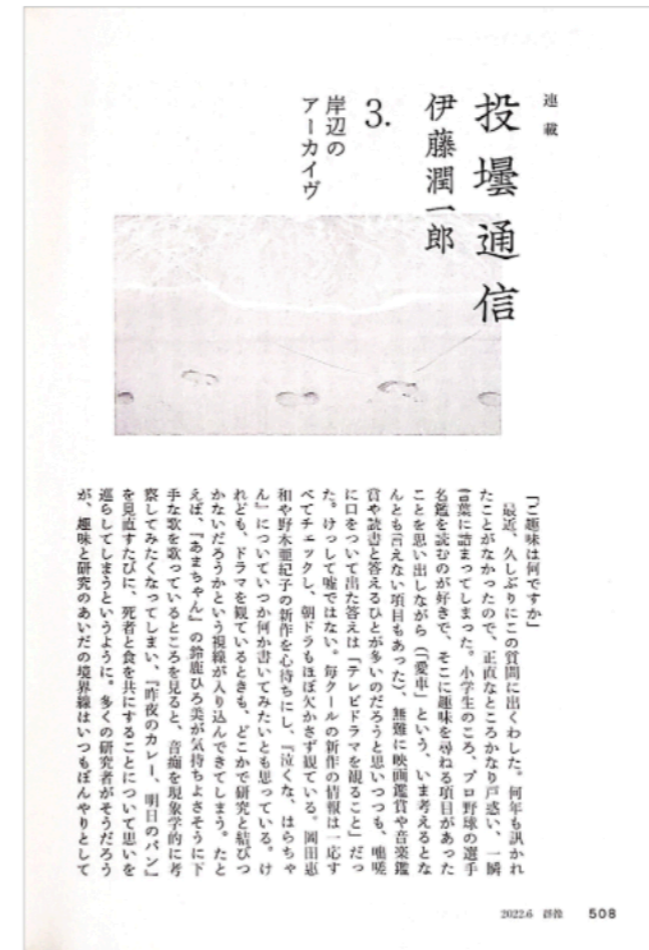 連載
投壜通信
伊藤潤一郎
3.
岸辺の
アーカイヴ
「ご趣味は何ですか」
最近、久しぶりにこの質問に出くわした。何年も訊かれ
たことがなかったので、正直なところかなり戸惑い、一瞬
言葉に詰まってしまった。小学生のころ、プロ野球の選手
名鑑を読むのが好きで、そこに趣味を尋ねる項目があった
ことを思い出しながら(「愛車」という、いま考えるとな
んとも言えない項目もあった)、無難に映画鑑賞や音楽鑑
賞や読書と答えるひとが多いのだろうと思いつつも、咄嗟
に口をついて出た答えは「テレビドラマを観ること」だっ
た。けっして嘘ではない。毎クールの新作の情報は一応す
べてチェックし、朝ドラもほぼ欠かさず観ている。岡田惠
和や野木亜紀子の新作を心待ちにし、『泣くな、はらちゃ
ん』についていつか何か書いてみたいとも思っている。け
れども、ドラマを観ているときも、どこかで研究と結びつ
かないだろうかという視線が入り込んできてしまう。たと
えば、『あまちゃん』の鈴鹿ひろ美が気持ちよさそうに下
手な歌を歌っているところを見ると、音痴を現象学的に考
察してみたくなってしまい、『昨夜のカレー、明日のパン』
を見直すたびに、死者と食を共にすることについて思いを
巡らしてしまうというように。多くの研究者がそうだろう
が、趣味と研究のあいだの境界線はいつもぼんやりとして
2022.6 群像 508